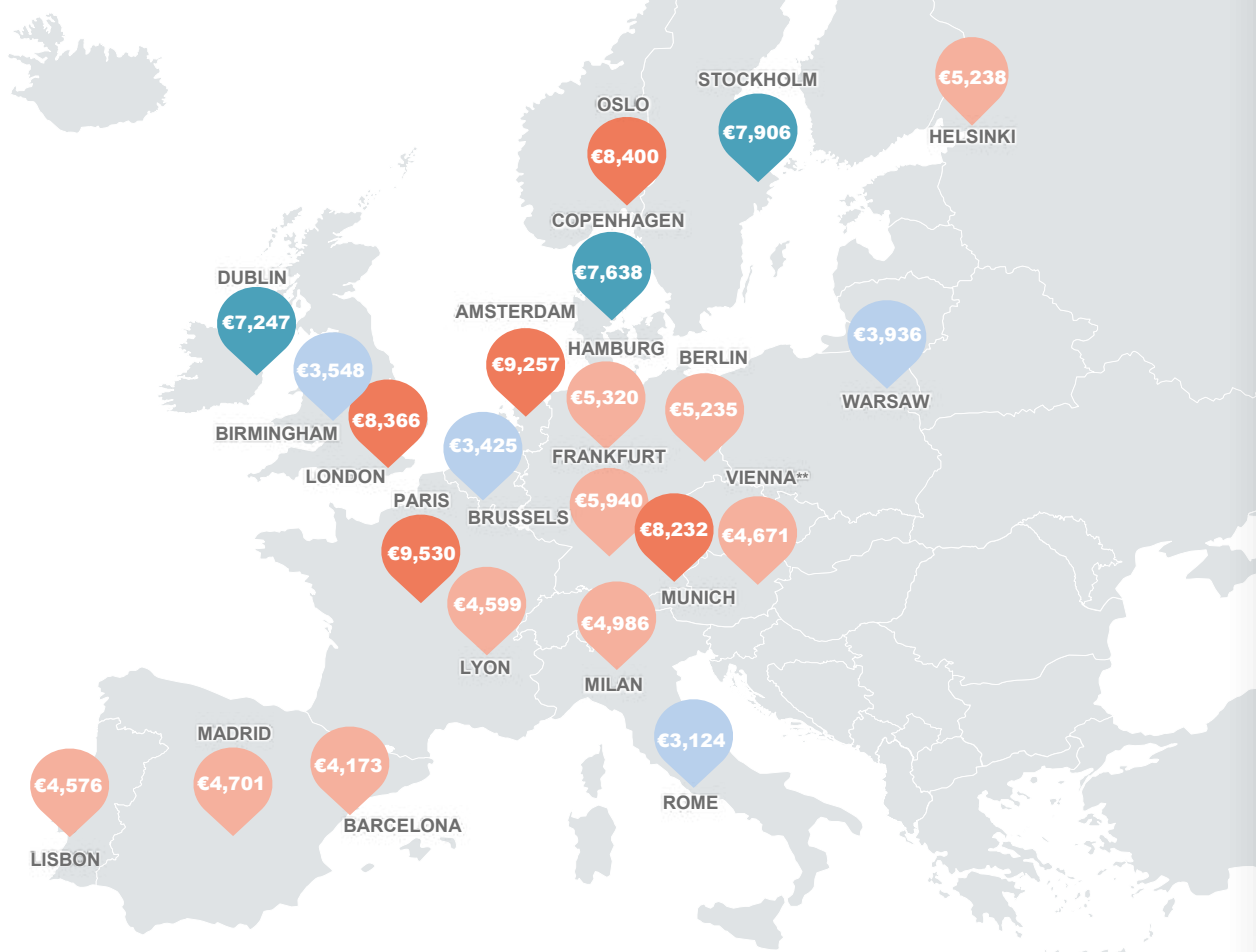 €5,238
HELSINKI
STOCKHOLM
€7,906
OSLO
€8,400
COPENHAGEN
€7,638
DUBLIN
€7,247
AMSTERDAM
€9,257
€3,936
WARSAW
€3,548
BIRMINGHAM
HAMBURG
€5,320
BERLIN
€5,235
€8,366
LONDON
€3,425
BRUSSELS
FRANKFURT
€5,940
VIENNA**
€4,671
PARIS
€9,530
€8,232
MUNICH
€4,599
LYON
€4,986
MILAN
MADRID
€4,701
€4,173
BARCELONA
€3,124
ROME
€4,576
LISBON